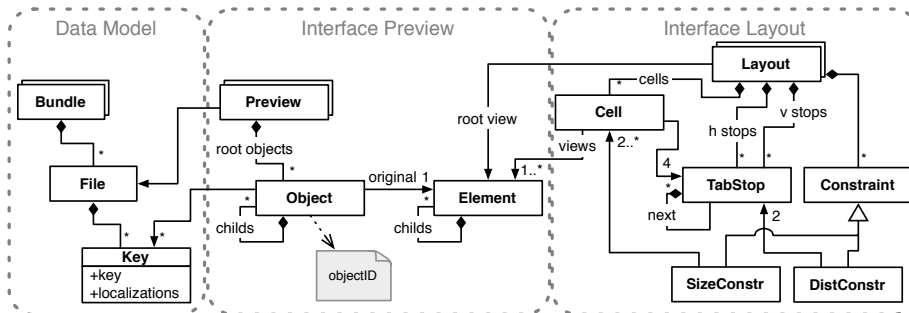 Data Model
Interface Preview
Interface Layout
Bundle
Preview
Layout
* cells
Cell
root view
v stops
h stops
root objects
views
2..*
*
*
1..*
4
*
*
*
File
Object
original 1
Element
TabStop
Constraint
*
*
*
childs
childs
next
2
*
*
Key
+key
+localizations
objectID
SizeConstr
DistConstr